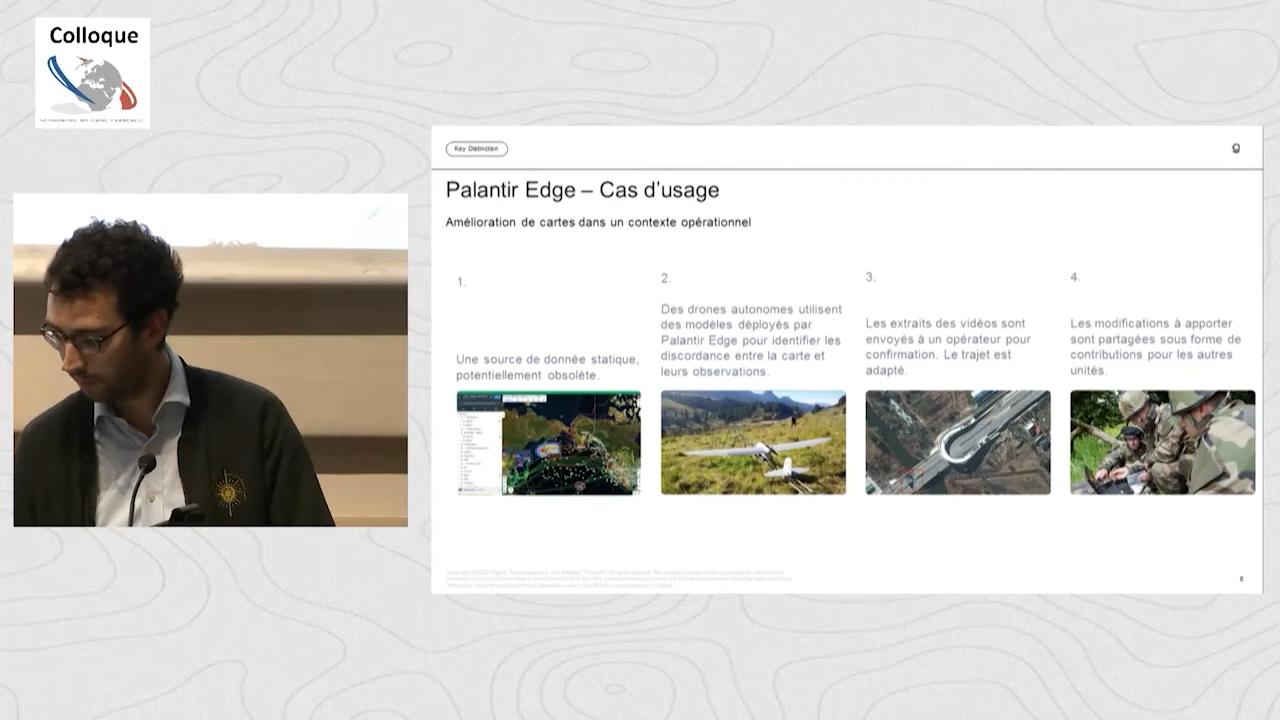 Colloque
Key Distinction
Palantir Edge – Cas d'usage
Amélioration de cartes dans un contexte opérationnel
1.
Une source de donnée statique,
potentiellement obsolète.
2.
Des drones autonomes utilisent
des modèles déployés par
Palantir Edge pour identifier les
discordance entre la carte et
leurs observations.
3.
Les extraits des vidéos sont
envoyés à un opérateur pour
confirmation. Le trajet est
adapté.
4.
Les modifications à apporter
sont partagées sous forme de
contributions pour les autres
unités.
8